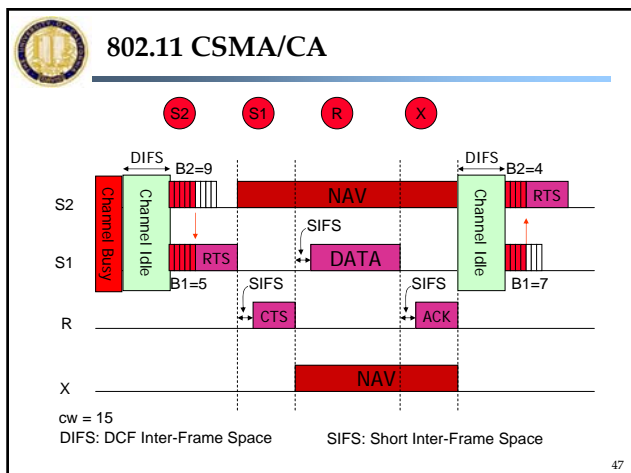 802.11 CSMA/CA
S2 S1 R X
DIFS
B2=9
DIFS
B2=4
S2
Channel Busy
Channel Idle
NAV
Channel Idle
RTS
SIFS
S1
RTS
DATA
B1=5
SIFS
SIFS
B1=7
R
CTS
ACK
X
NAV
cw = 15
DIFS: DCF Inter-Frame Space SIFS: Short Inter-Frame Space
47